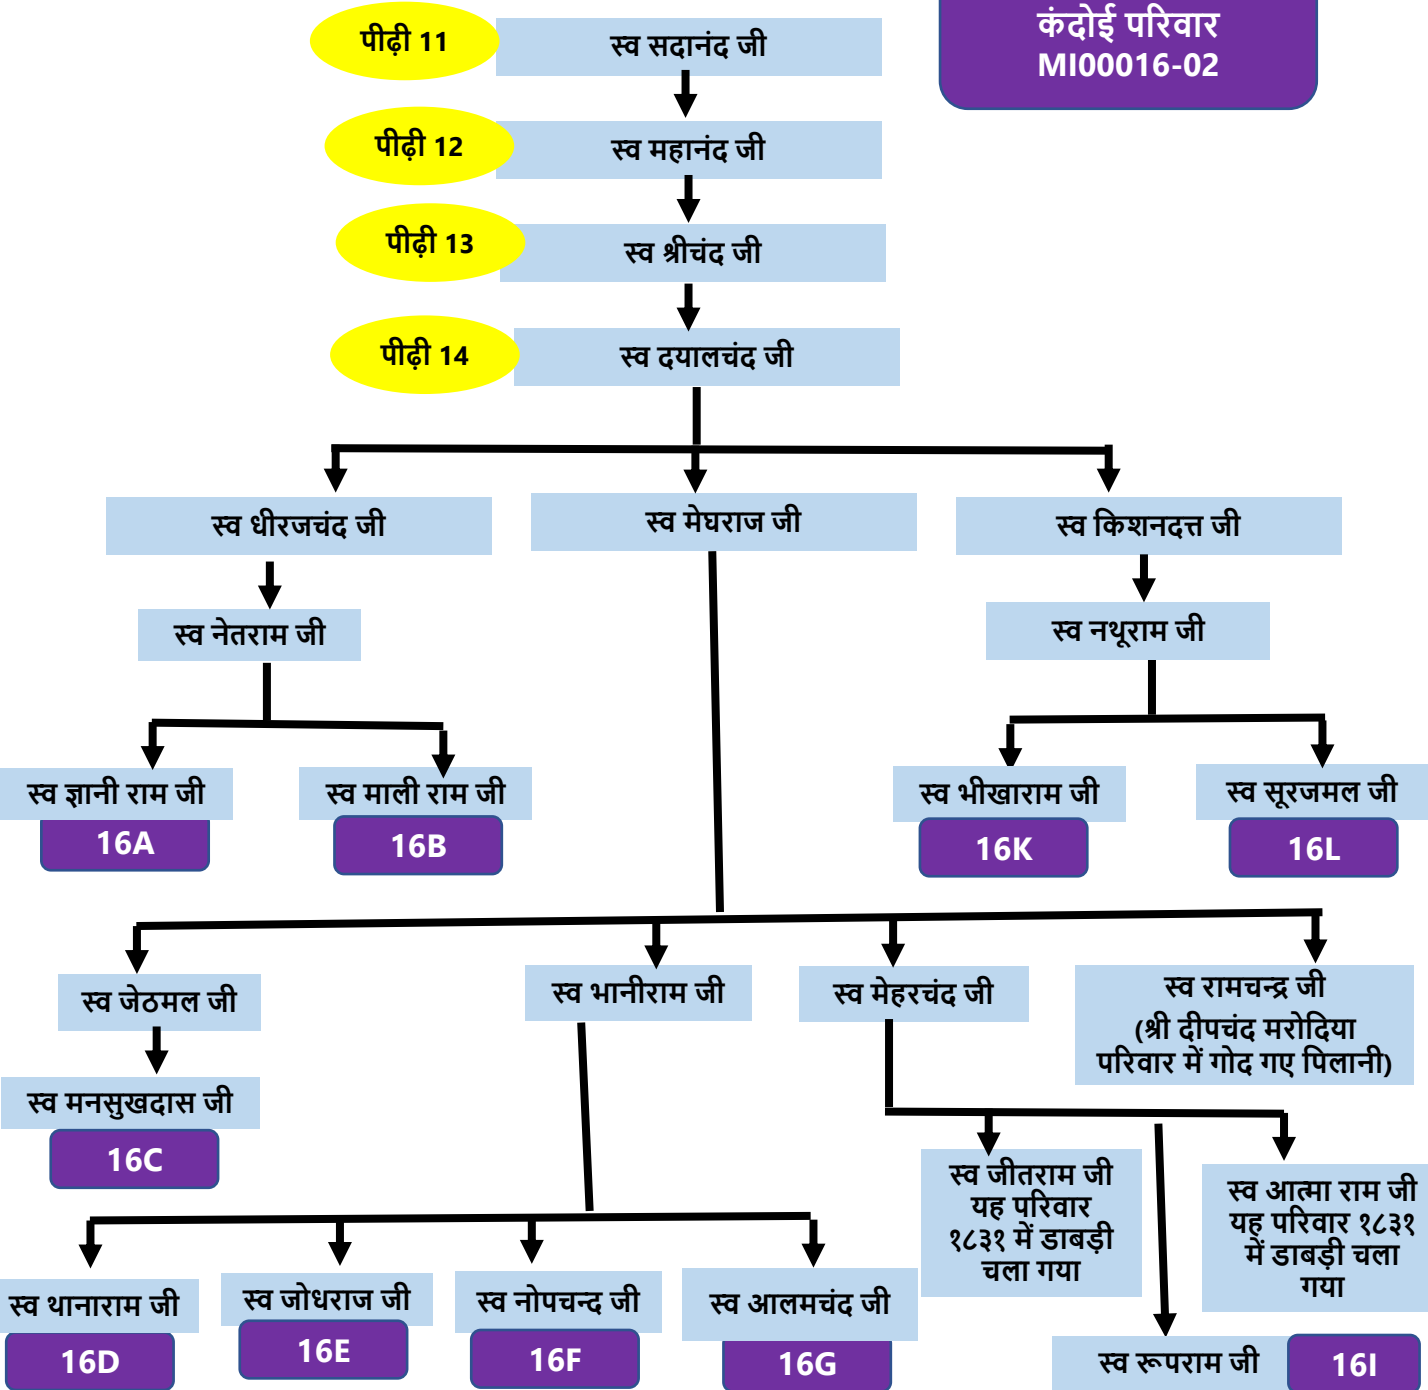 कंदोई परिवार
MI00016-02
पीढ़ी 11
स्व सदानंद जी
पीढ़ी 12
स्व महानंद जी
पीढ़ी 13
स्व श्रीचंद जी
पीढ़ी 14
स्व दयालचंद जी
स्व धीरजचंद जी
स्व मेघराज जी
स्व किशनदत्त जी
स्व नेतराम जी
स्व नथूराम जी
स्व ज्ञानी राम जी
स्व माली राम जी
स्व भीखाराम जी
स्व सूरजमल जी
16A
16B
16K
16L
स्व जेठमल जी
स्व भानीराम जी
स्व मेहरचंद जी
स्व रामचन्द्र जी
(श्री दीपचंद मरोदिया
परिवार में गोद गए पिलानी)
स्व मनसुखदास जी
16C
स्व जीतराम जी
यह परिवार
१८३१ में डाबड़ी
चला गया
स्व आत्मा राम जी
यह परिवार १८३१
में डाबड़ी चला
गया
स्व थानाराम जी
स्व जोधराज जी
स्व नोपचन्द जी
स्व आलमचंद जी
16D
16E
16F
16G
स्व रूपराम जी
16I